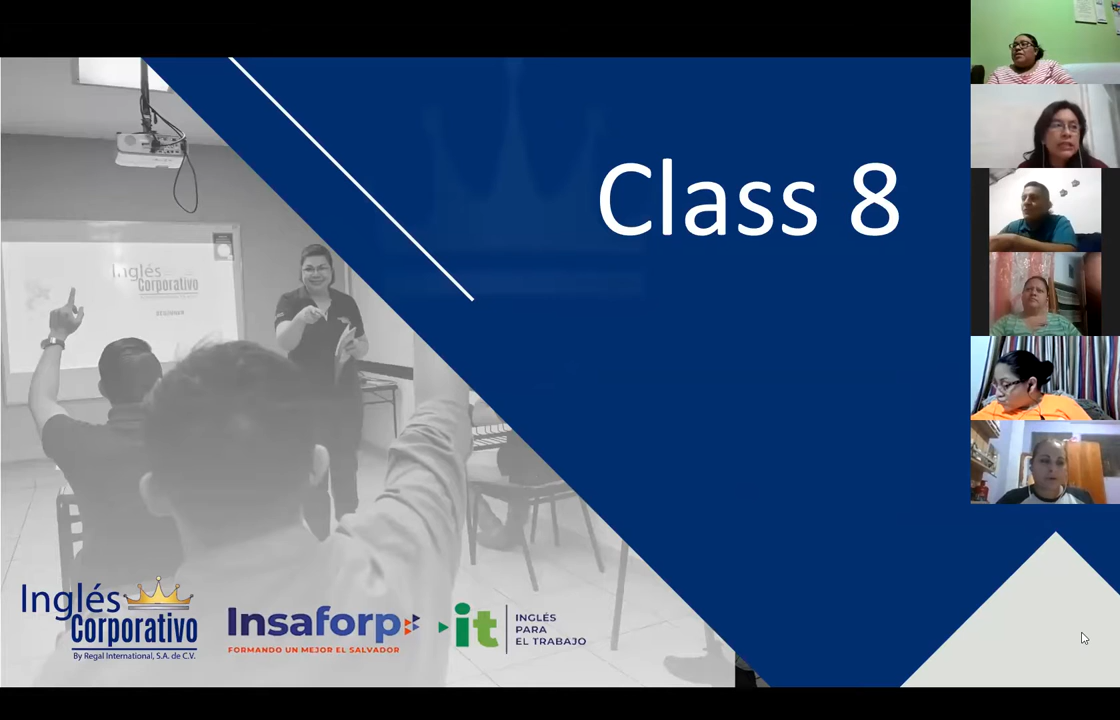 Class 8
Inglés
Corporativo
BEGINNER
Inglés
Corporativo
By Regal International, S.A. de C.V.
Insaforp
FORMANDO UN MEJOR EL SALVADOR
it
INGLÉS
PARA
EL TRABAJO